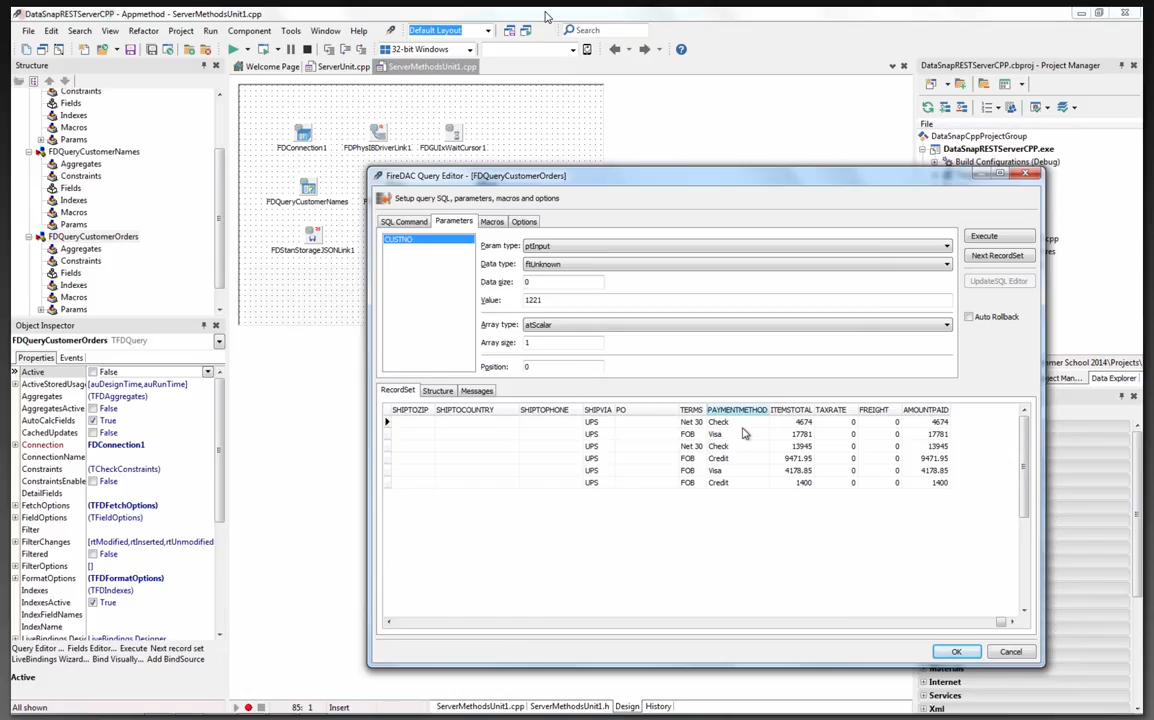 DataSnapRESTServerCPP - Appmethod - ServerMethodsUnit1.cpp
File Edit Search View Refactor Project Run Component Tools Window Help Default Layout Search
32-bit Windows
Structure
Constraints
Fields
Indexes
Macros
Params
FDQueryCustomerNames
Aggregates
Constraints
Fields
Indexes
Macros
Params
FDQueryCustomerOrders
Aggregates
Constraints
Fields
Indexes
Macros
Params
Object Inspector
FDQueryCustomerOrders TFDQuery
Properties Events
Active False
ActiveStoredUsag [auDesignTime,auRunTime]
Aggregates (TFDAggregates)
AggregatesActive False
AutoCalcFields True
CachedUpdates False
Connection FDConnection1
ConnectionName
Constraints (TCheckConstraints)
ConstraintsEnable False
DetailFields
FetchOptions (TFDFetchOptions)
FieldOptions (TFieldOptions)
Filter
FilterChanges [rtModified,rtInserted,rtUnmodified
Filtered False
FilterOptions []
FormatOptions (TFDFormatOptions)
Indexes (TFDIndexes)
IndexesActive True
IndexFieldNames
IndexName
LiveBindings Desi LiveBindings Designer
Query Editor... Fields Editor... Execute Next record set
LiveBindings Wizard... Bind Visually... Add BindSource
Active
All shown
Welcome Page ServerUnit.cpp ServerMethodsUnit1.cpp
FDConnection1 FDPhysIBDriverLink1 FDGUIxWaitCursor1
FDQueryCustomerNames
FDStanStorageJSONLink1
FireDAC Query Editor - [FDQueryCustomerOrders]
Setup query SQL, parameters, macros and options
SQL Command Parameters Macros Options
CUSTNO
Param type: ptInput
Data type: ftUnknown
Data size: 0
Value: 1221
Array type: atScalar
Array size: 1
Position: 0
Execute
Next RecordSet
UpdateSQL Editor
Auto Rollback
RecordSet Structure Messages
SHIPTOZIP SHIPTOCOUNTRY SHIPTOPHONE SHIPVIA PO TERMS PAYMENTMETHOD ITEMSTOTAL TAXRATE FREIGHT AMOUNTPAID
UPS Net 30 Check 4674 0 0 4674
UPS FOB Visa 17781 0 0 17781
UPS Net 30 Check 13945 0 0 13945
UPS FOB Credit 9471.95 0 0 9471.95
UPS FOB Visa 4178.85 0 0 4178.85
UPS FOB Credit 1400 0 0 1400
OK Cancel
85: 1 Insert ServerMethodsUnit1.cpp ServerMethodsUnit1.h Design History
DataSnapRESTServerCPP.cbproj - Project Manager
File
DataSnapCppProjectGroup
DataSnapRESTServerCPP.exe
Build Configurations (Debug)
mmer School 2014\Projects\
ct Man... Data Explorer
Internet
Services
Xml